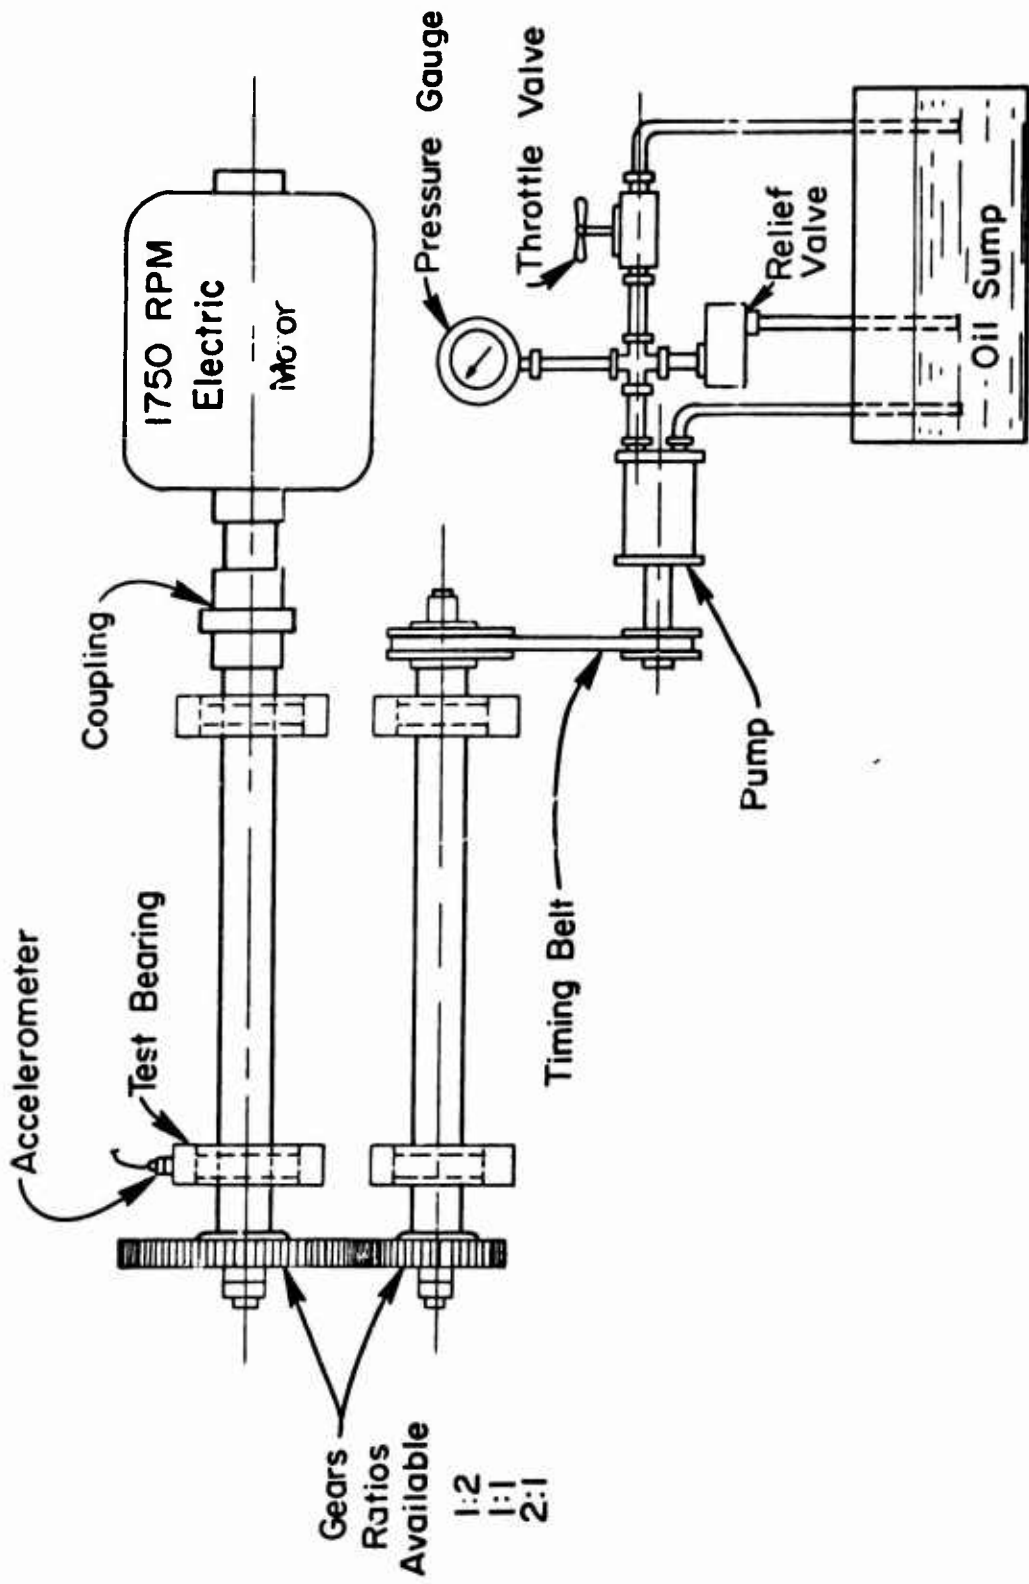 Accelerometer
Test Bearing
Coupling
1750 RPM
Electric
Motor
Gears
Ratios
Available
1:2
1:1
2:1
Timing Belt
Pump
Pressure Gauge
Throttle Valve
Relief
Valve
Oil Sump